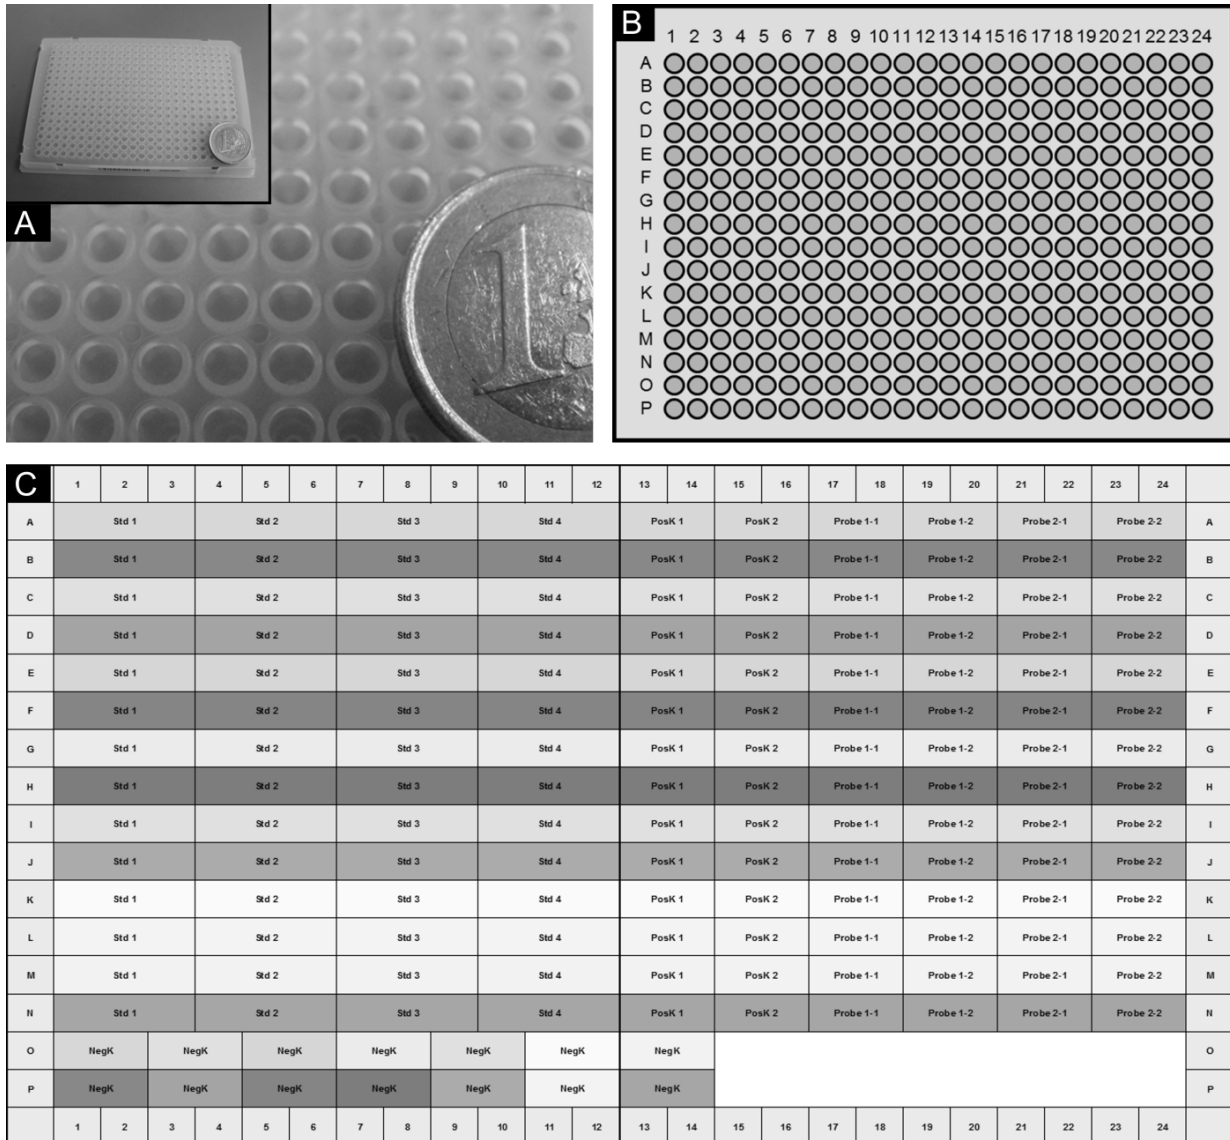 A
B
1 2 3 4 5 6 7 8 9 10 11 12 13 14 15 16 17 18 19 20 21 22 23 24
A
B
C
D
E
F
G
H
I
J
K
L
M
N
O
P
C 1 2 3 4 5 6 7 8 9 10 11 12 13 14 15 16 17 18 19 20 21 22 23 24
A Std 1 Std 2 Std 3 Std 4 PosK 1 PosK 2 Probe 1-1 Probe 1-2 Probe 2-1 Probe 2-2 A
B Std 1 Std 2 Std 3 Std 4 PosK 1 PosK 2 Probe 1-1 Probe 1-2 Probe 2-1 Probe 2-2 B
C Std 1 Std 2 Std 3 Std 4 PosK 1 PosK 2 Probe 1-1 Probe 1-2 Probe 2-1 Probe 2-2 C
D Std 1 Std 2 Std 3 Std 4 PosK 1 PosK 2 Probe 1-1 Probe 1-2 Probe 2-1 Probe 2-2 D
E Std 1 Std 2 Std 3 Std 4 PosK 1 PosK 2 Probe 1-1 Probe 1-2 Probe 2-1 Probe 2-2 E
F Std 1 Std 2 Std 3 Std 4 PosK 1 PosK 2 Probe 1-1 Probe 1-2 Probe 2-1 Probe 2-2 F
G Std 1 Std 2 Std 3 Std 4 PosK 1 PosK 2 Probe 1-1 Probe 1-2 Probe 2-1 Probe 2-2 G
H Std 1 Std 2 Std 3 Std 4 PosK 1 PosK 2 Probe 1-1 Probe 1-2 Probe 2-1 Probe 2-2 H
I Std 1 Std 2 Std 3 Std 4 PosK 1 PosK 2 Probe 1-1 Probe 1-2 Probe 2-1 Probe 2-2 I
J Std 1 Std 2 Std 3 Std 4 PosK 1 PosK 2 Probe 1-1 Probe 1-2 Probe 2-1 Probe 2-2 J
K Std 1 Std 2 Std 3 Std 4 PosK 1 PosK 2 Probe 1-1 Probe 1-2 Probe 2-1 Probe 2-2 K
L Std 1 Std 2 Std 3 Std 4 PosK 1 PosK 2 Probe 1-1 Probe 1-2 Probe 2-1 Probe 2-2 L
M Std 1 Std 2 Std 3 Std 4 PosK 1 PosK 2 Probe 1-1 Probe 1-2 Probe 2-1 Probe 2-2 M
N Std 1 Std 2 Std 3 Std 4 PosK 1 PosK 2 Probe 1-1 Probe 1-2 Probe 2-1 Probe 2-2 N
O NegK NegK NegK NegK NegK NegK NegK O
P NegK NegK NegK NegK NegK NegK NegK P
1 2 3 4 5 6 7 8 9 10 11 12 13 14 15 16 17 18 19 20 21 22 23 24